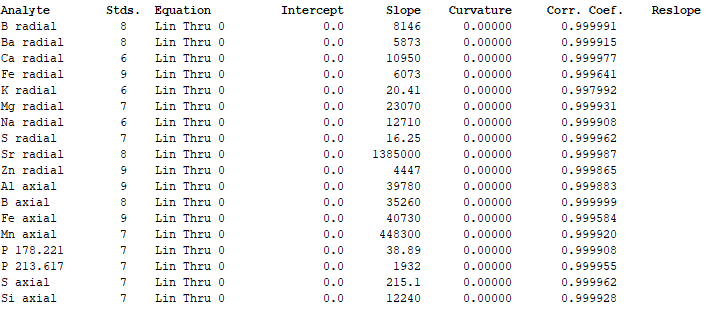 Analyte Stds. Equation Intercept Slope Curvature Corr. Coef. Reslope
B radial 8 Lin Thru 0 0.0 8146 0.00000 0.999991
Ba radial 8 Lin Thru 0 0.0 5873 0.00000 0.999915
Ca radial 6 Lin Thru 0 0.0 10950 0.00000 0.999977
Fe radial 9 Lin Thru 0 0.0 6073 0.00000 0.999641
K radial 6 Lin Thru 0 0.0 20.41 0.00000 0.997992
Mg radial 7 Lin Thru 0 0.0 23070 0.00000 0.999931
Na radial 6 Lin Thru 0 0.0 12710 0.00000 0.999908
S radial 7 Lin Thru 0 0.0 16.25 0.00000 0.999962
Sr radial 8 Lin Thru 0 0.0 1385000 0.00000 0.999987
Zn radial 9 Lin Thru 0 0.0 4447 0.00000 0.999865
Al axial 9 Lin Thru 0 0.0 39780 0.00000 0.999883
B axial 8 Lin Thru 0 0.0 35260 0.00000 0.999999
Fe axial 9 Lin Thru 0 0.0 40730 0.00000 0.999584
Mn axial 7 Lin Thru 0 0.0 448300 0.00000 0.999920
P 178.221 7 Lin Thru 0 0.0 38.89 0.00000 0.999908
P 213.617 7 Lin Thru 0 0.0 1932 0.00000 0.999955
S axial 7 Lin Thru 0 0.0 215.1 0.00000 0.999962
Si axial 7 Lin Thru 0 0.0 12240 0.00000 0.999928